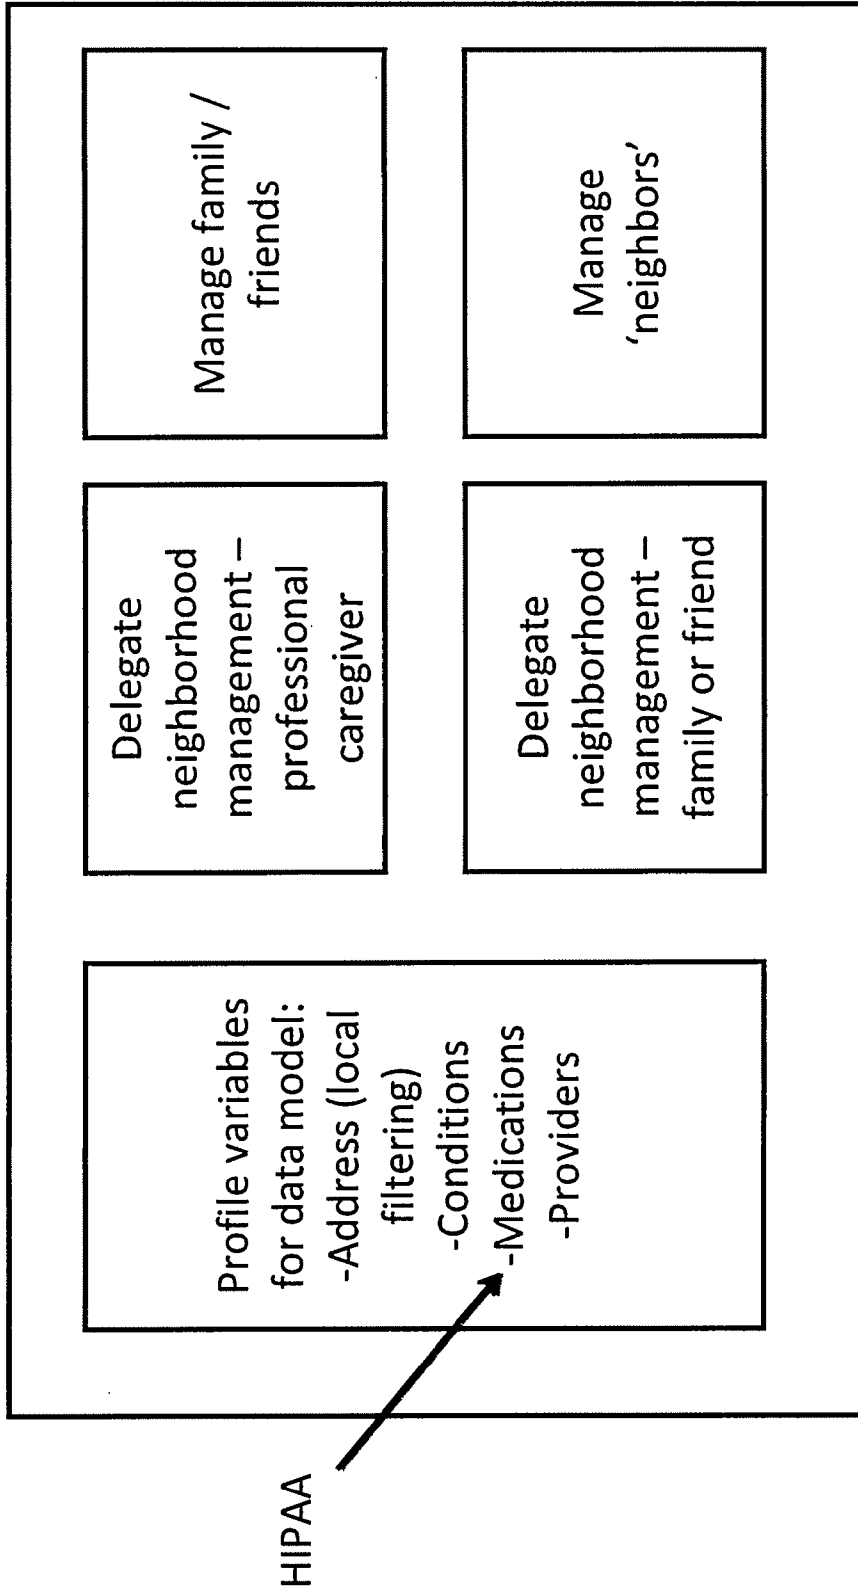 HIPAA
Profile variables
for data model:
-Address (local
filtering)
-Conditions
-Medications
-Providers
Delegate
neighborhood
management –
professional
caregiver
Manage family /
friends
Delegate
neighborhood
management –
family or friend
Manage
‘neighbors’